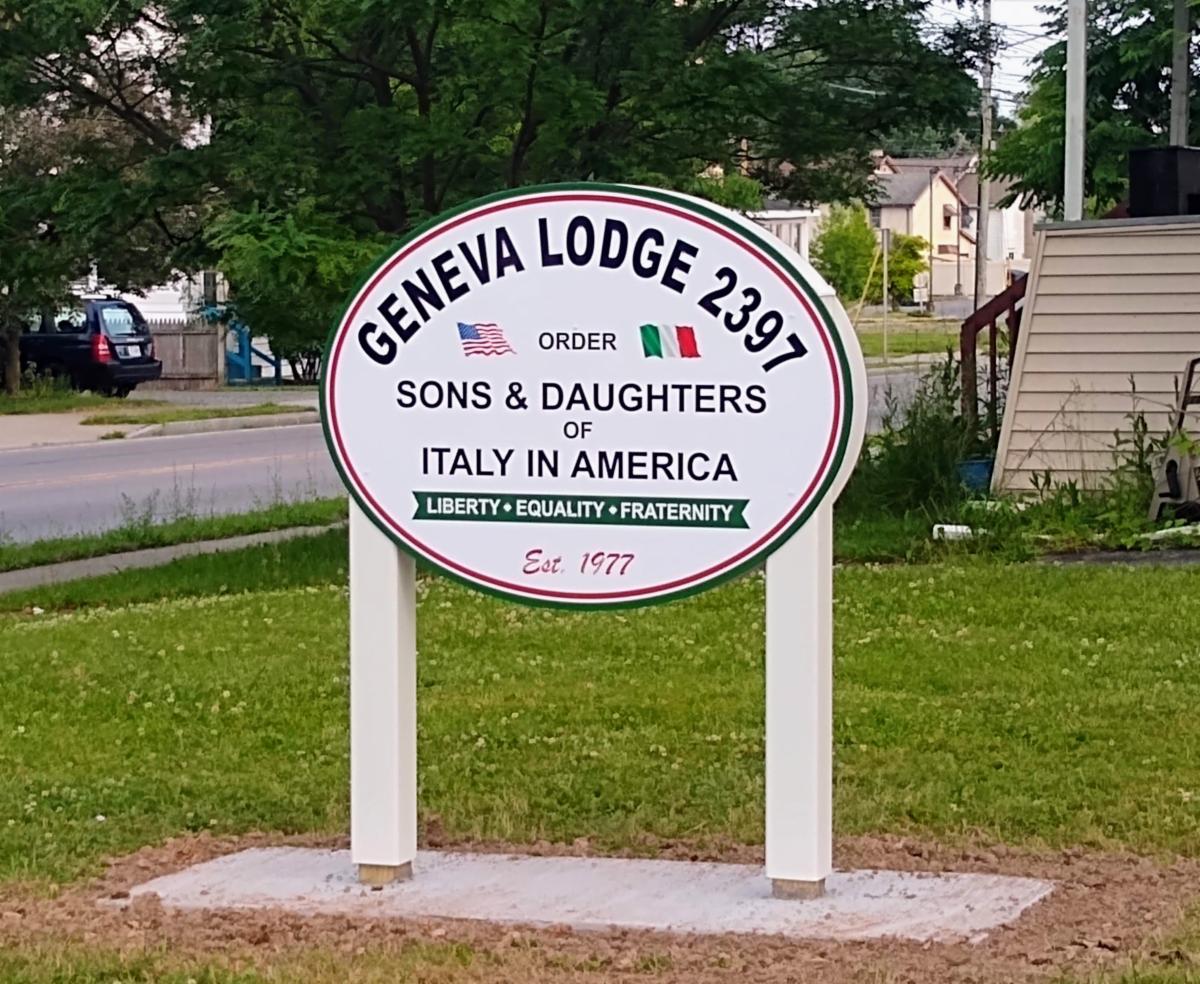 GENEVA LODGE 2397
ORDER
SONS & DAUGHTERS
OF
ITALY IN AMERICA
LIBERTY • EQUALITY • FRATERNITY
Est. 1977